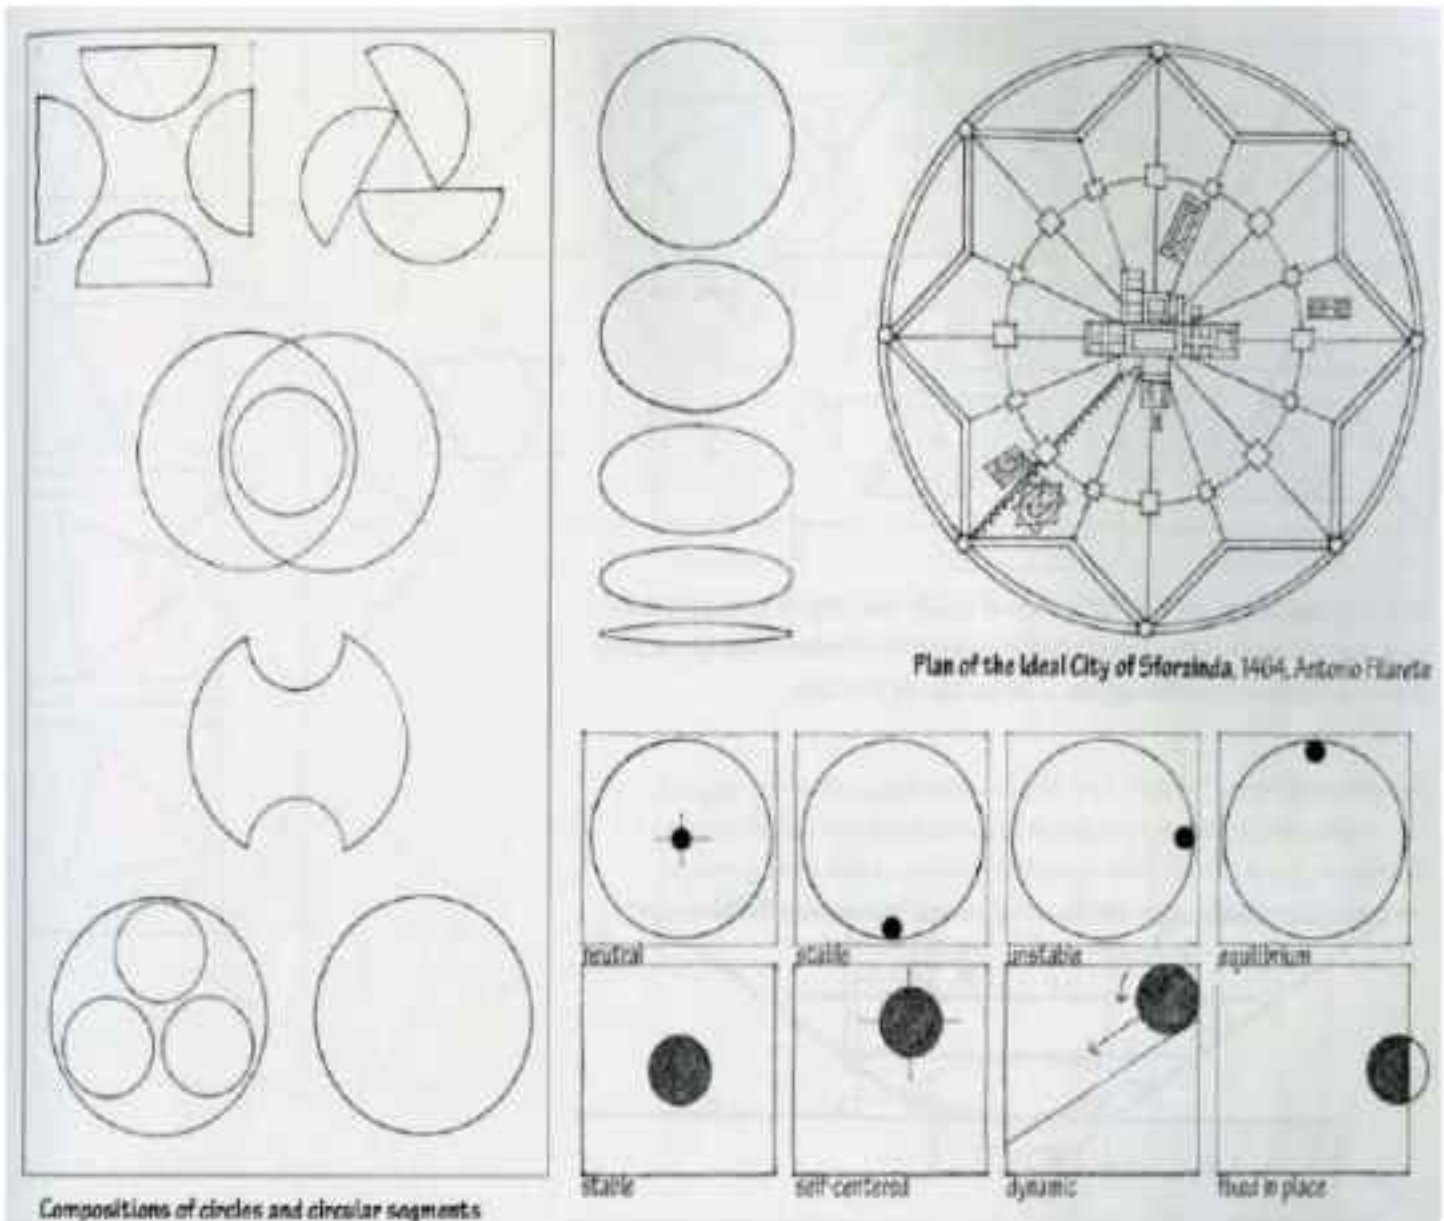 Plan of the Ideal City of Sforzinda, 1464, Antonio Filarete
neutral
stable
unstable
equilibrium
stable
self-centered
dynamic
fixed in place
Compositions of circles and circular segments